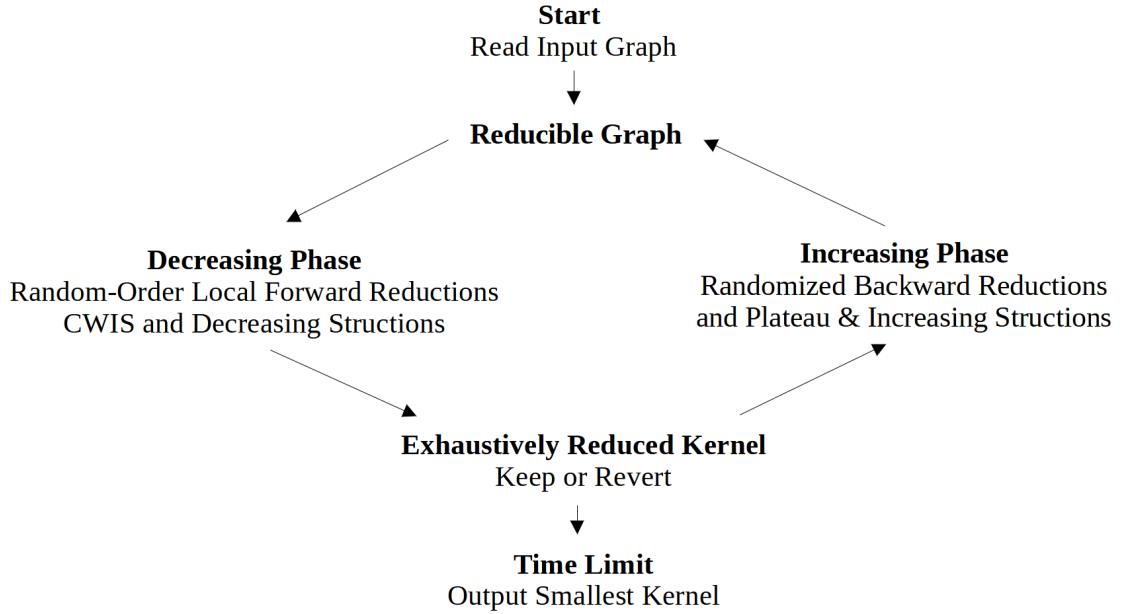 Start
Read Input Graph
Reducible Graph
Decreasing Phase
Random-Order Local Forward Reductions
CWIS and Decreasing Structions
Increasing Phase
Randomized Backward Reductions
and Plateau & Increasing Structions
Exhaustively Reduced Kernel
Keep or Revert
Time Limit
Output Smallest Kernel